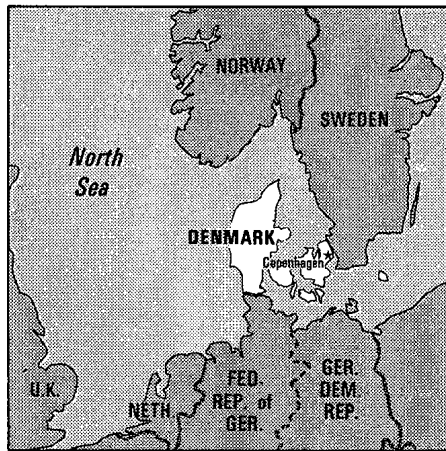 NORWAY
SWEDEN
North
Sea
DENMARK
Copenhagen
U.K.
NETH.
FED.
REP. of
GER.
GER.
DEM.
REP.